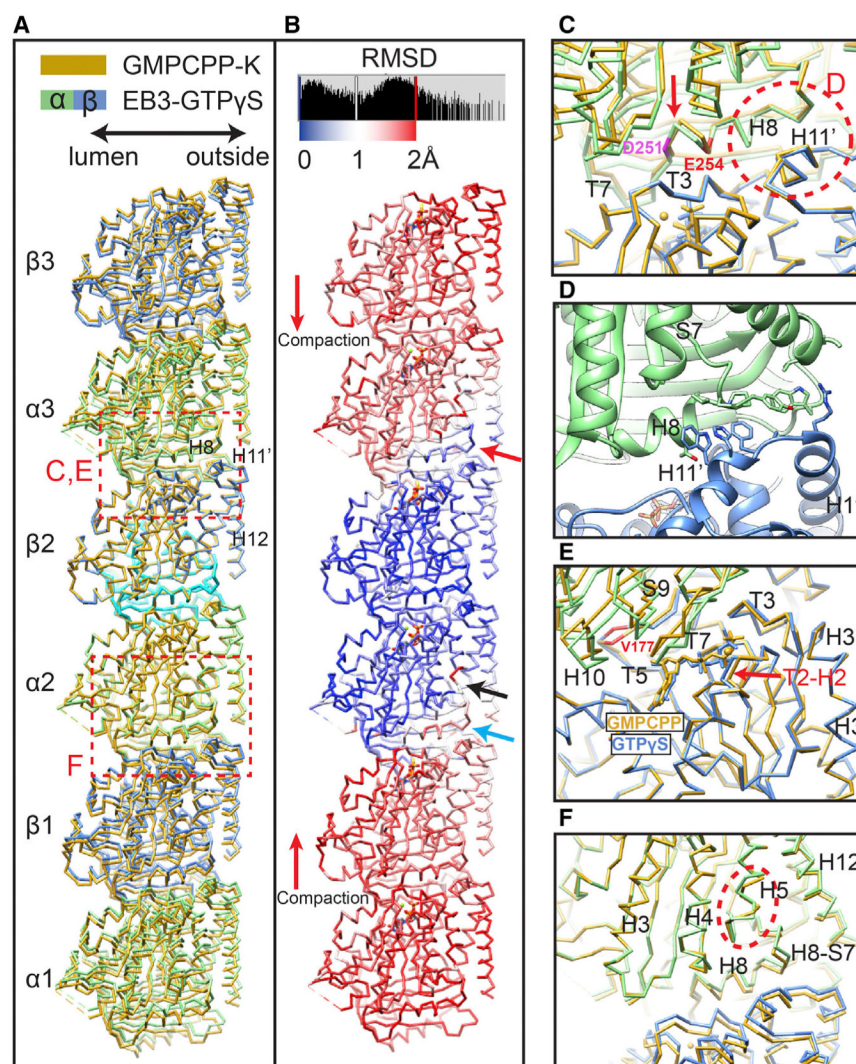 A
GMPCPP-K
α β EB3-GTPγS
lumen outside
β3
α3
H8
H11’
C,E
H12
β2
α2
F
β1
α1
B
RMSD
0 1 2Å
Compaction
Compaction
C
D
H8
H11’
D251
E254
T7
T3
D
S7
H8
H11’
E
S9
T3
V177
T7
H3
H10
T5
T2-H2
GMPCPP
GTPγS
F
H12
H5
H3
H4
H8
H8-S7